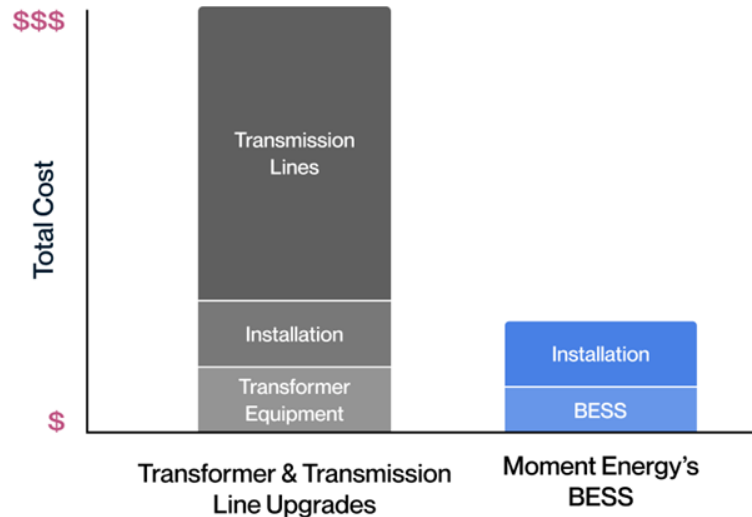 $$$
Total Cost
$
Transmission
Lines
Installation
Transformer
Equipment
Installation
BESS
Transformer & Transmission
Line Upgrades
Moment Energy's
BESS